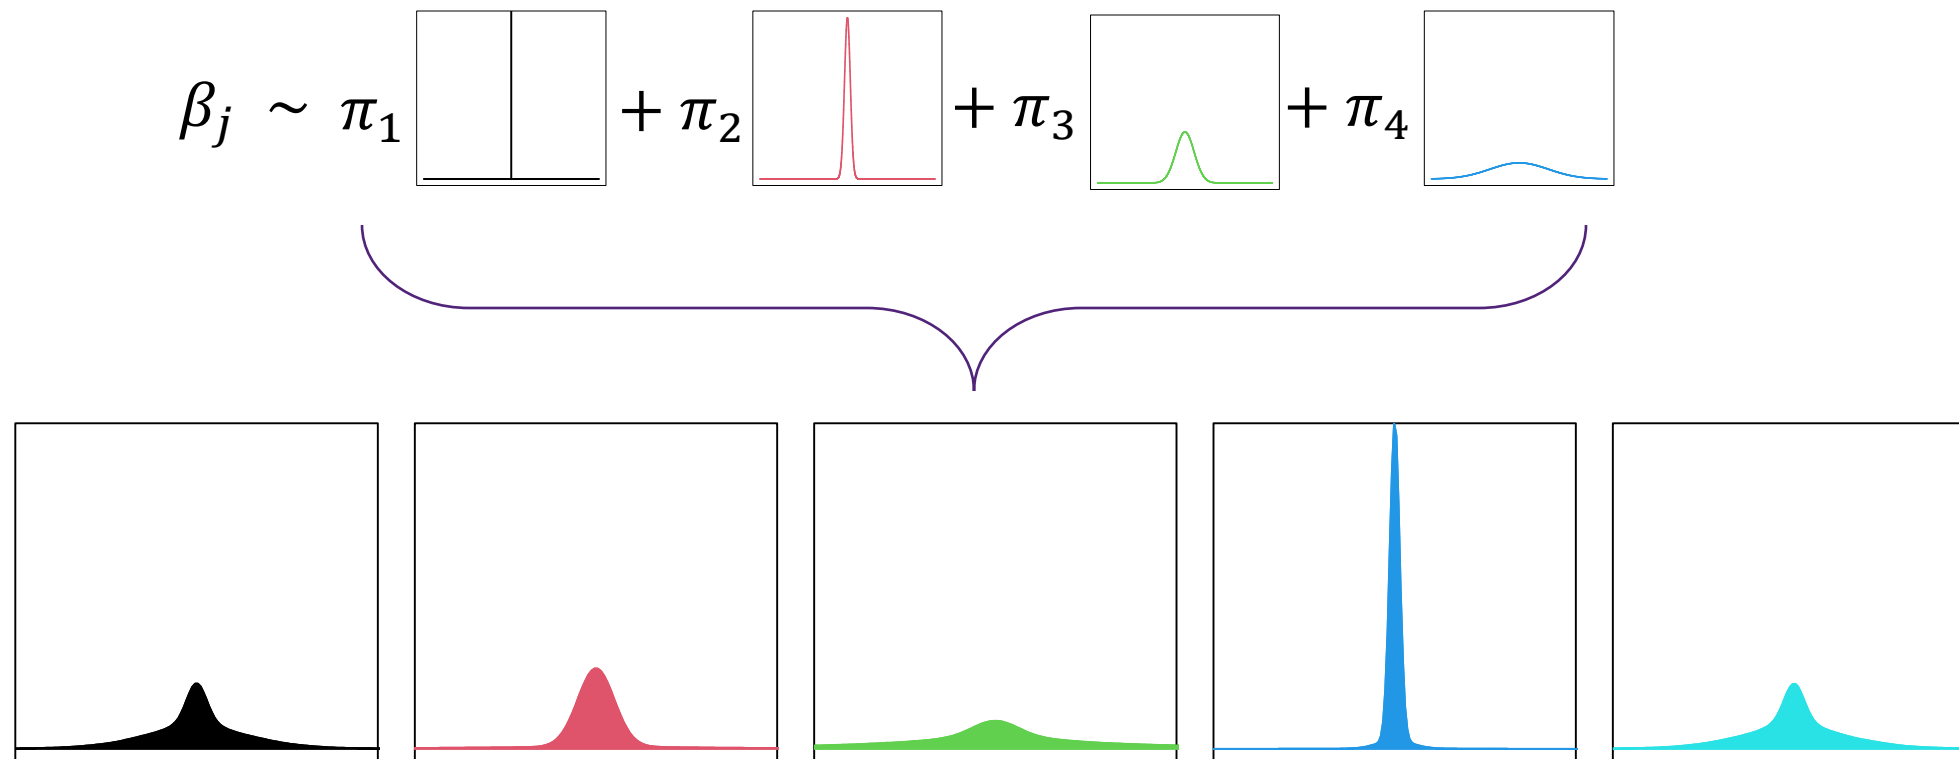 βⱼ ~ π₁ + π₂ + π₃ + π₄